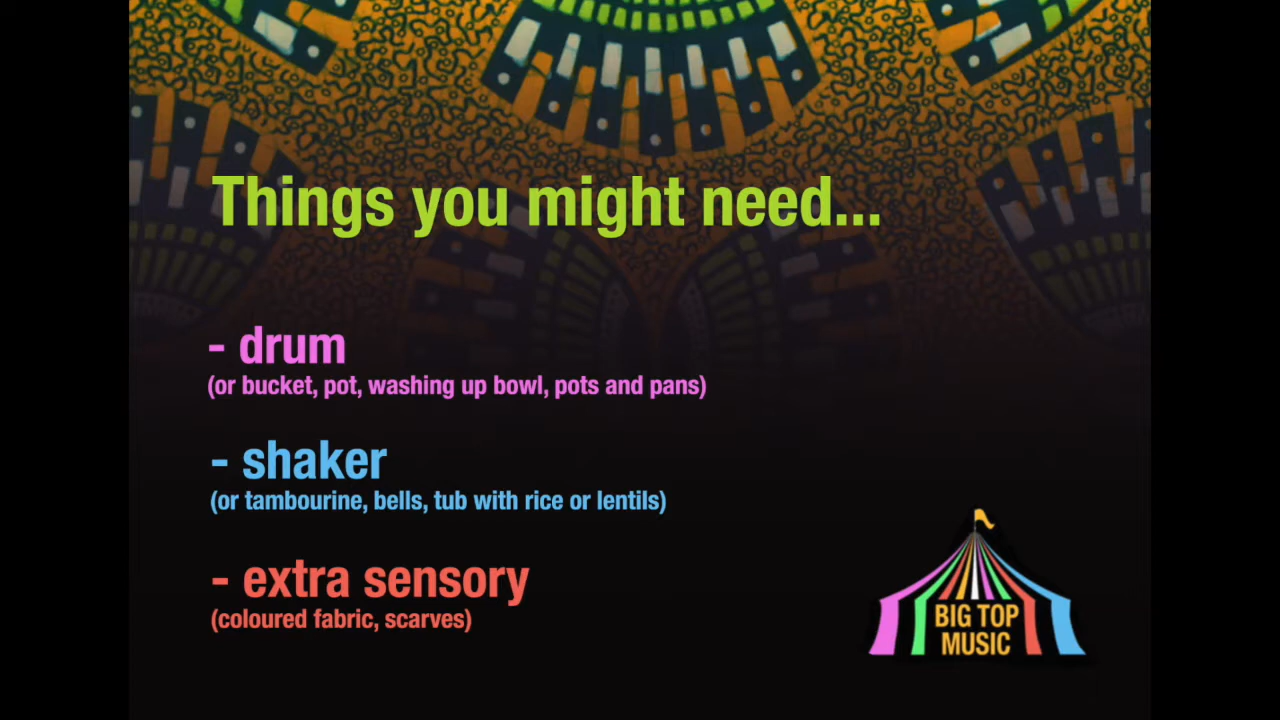 Things you might need...
- drum
(or bucket, pot, washing up bowl, pots and pans)
- shaker
(or tambourine, bells, tub with rice or lentils)
- extra sensory
(coloured fabric, scarves)
BIG TOP
MUSIC